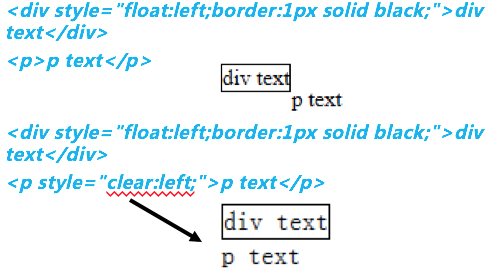 <div style="float:left;border:1px solid black;">div
text</div>
<p>p text</p>
div text
p text
<div style="float:left;border:1px solid black;">div
text</div>
<p style="clear:left;">p text</p>
div text
p text